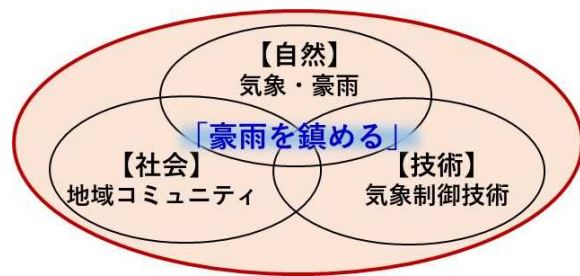 【自然】
気象・豪雨
「豪雨を鎮める」
【社会】
地域コミュニティ
【技術】
気象制御技術